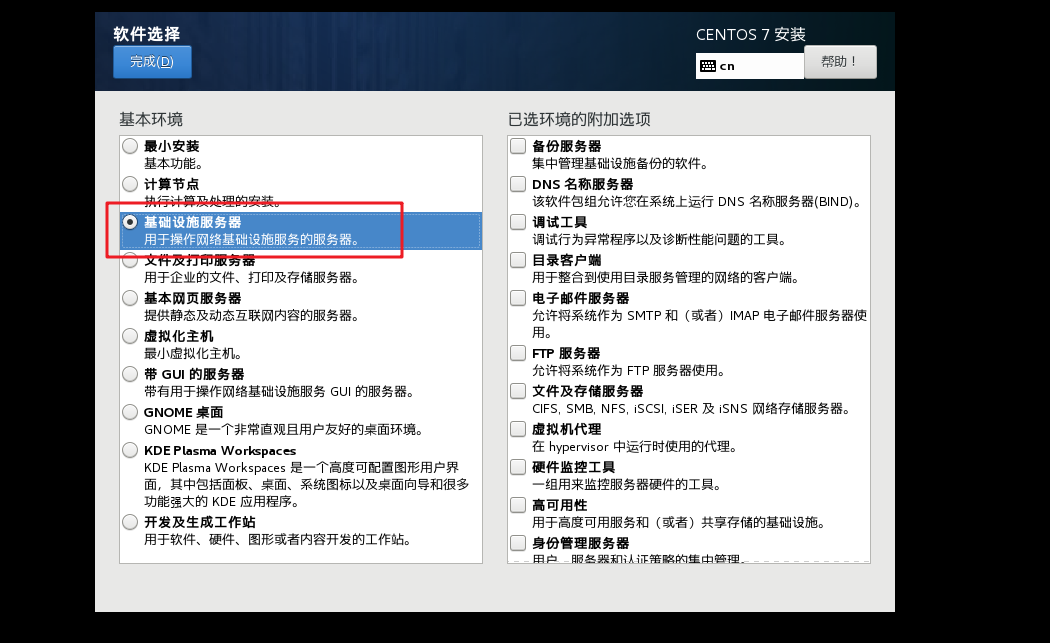 软件选择
完成(D)
CENTOS 7 安装
cn
帮助！
基本环境
最小安装
基本功能。
计算节点
执行计算及处理的安装。
基础设施服务器
用于操作网络基础设施服务的服务器。
文件及打印服务器
用于企业的文件、打印及存储服务器。
基本网页服务器
提供静态及动态互联网内容的服务器。
虚拟化主机
最小虚拟化主机。
带 GUI 的服务器
带有用于操作网络基础设施服务 GUI 的服务器。
GNOME 桌面
GNOME 是一个非常直观且用户友好的桌面环境。
KDE Plasma Workspaces
KDE Plasma Workspaces 是一个高度可配置图形用户界
面，其中包括面板、桌面、系统图标以及桌面向导和很多
功能强大的 KDE 应用程序。
开发及生成工作站
用于软件、硬件、图形或者内容开发的工作站。
已选环境的附加选项
备份服务器
集中管理基础设施备份的软件。
DNS 名称服务器
该软件包组允许您在系统上运行 DNS 名称服务器(BIND)。
调试工具
调试行为异常程序以及诊断性能问题的工具。
目录客户端
用于整合到使用目录服务管理的网络的客户端。
电子邮件服务器
允许将系统作为 SMTP 和（或者）IMAP 电子邮件服务器使
用。
FTP 服务器
允许将系统作为 FTP 服务器使用。
文件及存储服务器
CIFS, SMB, NFS, iSCSI, iSER 及 iSNS 网络存储服务器。
虚拟机代理
在 hypervisor 中运行时使用的代理。
硬件监控工具
一组用来监控服务器硬件的工具。
高可用性
用于高度可用服务和（或者）共享存储的基础设施。
身份管理服务器
用户、服务器和认证策略的集中管理。